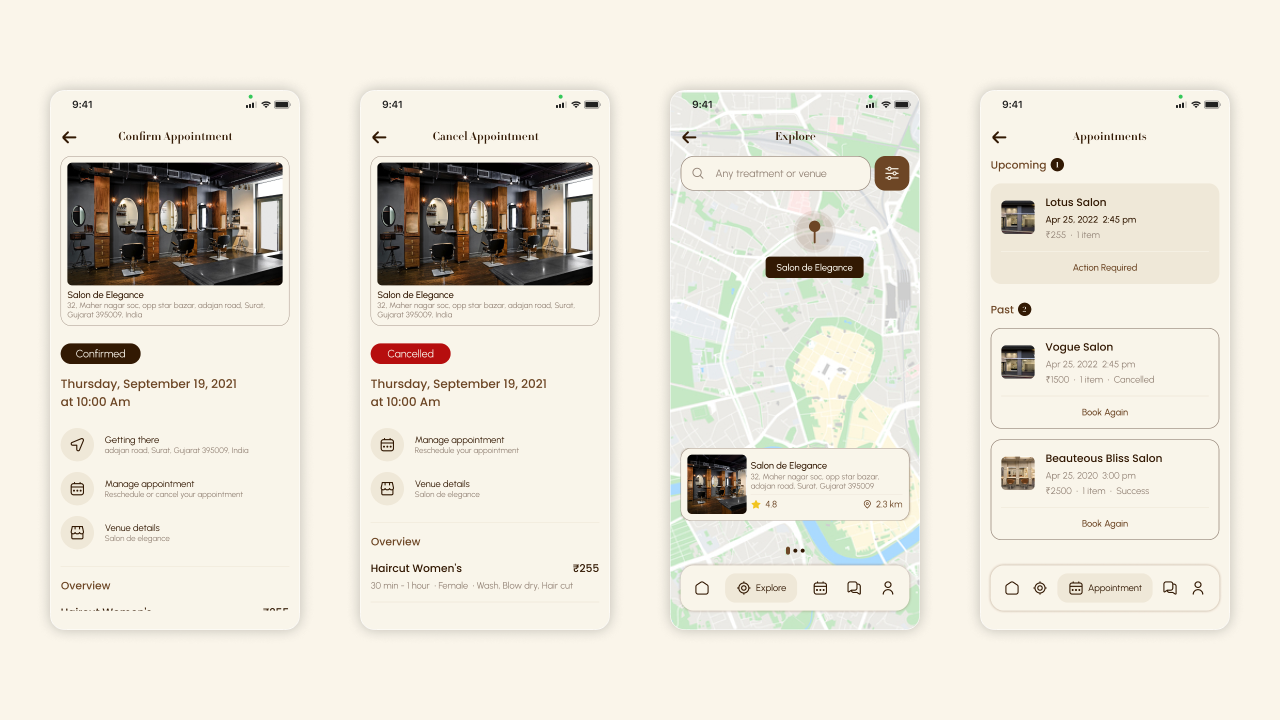 9:41
Confirm Appointment
Salon de Elegance
32, Maher nagar soc, opp star bazar, adajan road, Surat,
Gujarat 395009, India
Confirmed
Thursday, September 19, 2021
at 10:00 Am
Getting there
adajan road, Surat, Gujarat 395009, India
Manage appointment
Reschedule or cancel your appointment
Venue details
Salon de elegance
Overview
Haircut Women's ₹255
9:41
Cancel Appointment
Salon de Elegance
32, Maher nagar soc, opp star bazar, adajan road, Surat,
Gujarat 395009, India
Cancelled
Thursday, September 19, 2021
at 10:00 Am
Manage appointment
Reschedule your appointment
Venue details
Salon de elegance
Overview
Haircut Women's ₹255
30 min - 1 hour · Female · Wash, Blow dry, Hair cut
9:41
Explore
Any treatment or venue
Salon de Elegance
Salon de Elegance
32, Maher nagar soc, opp star bazar,
adajan road, Surat, Gujarat 395009
4.8 2.3 km
Explore
9:41
Appointments
Upcoming 1
Lotus Salon
Apr 25, 2022 2:45 pm
₹255 · 1 item
Action Required
Past 2
Vogue Salon
Apr 25, 2022 2:45 pm
₹1500 · 1 item · Cancelled
Book Again
Beauteous Bliss Salon
Apr 25, 2020 3:00 pm
₹2500 · 1 item · Success
Book Again
Appointment